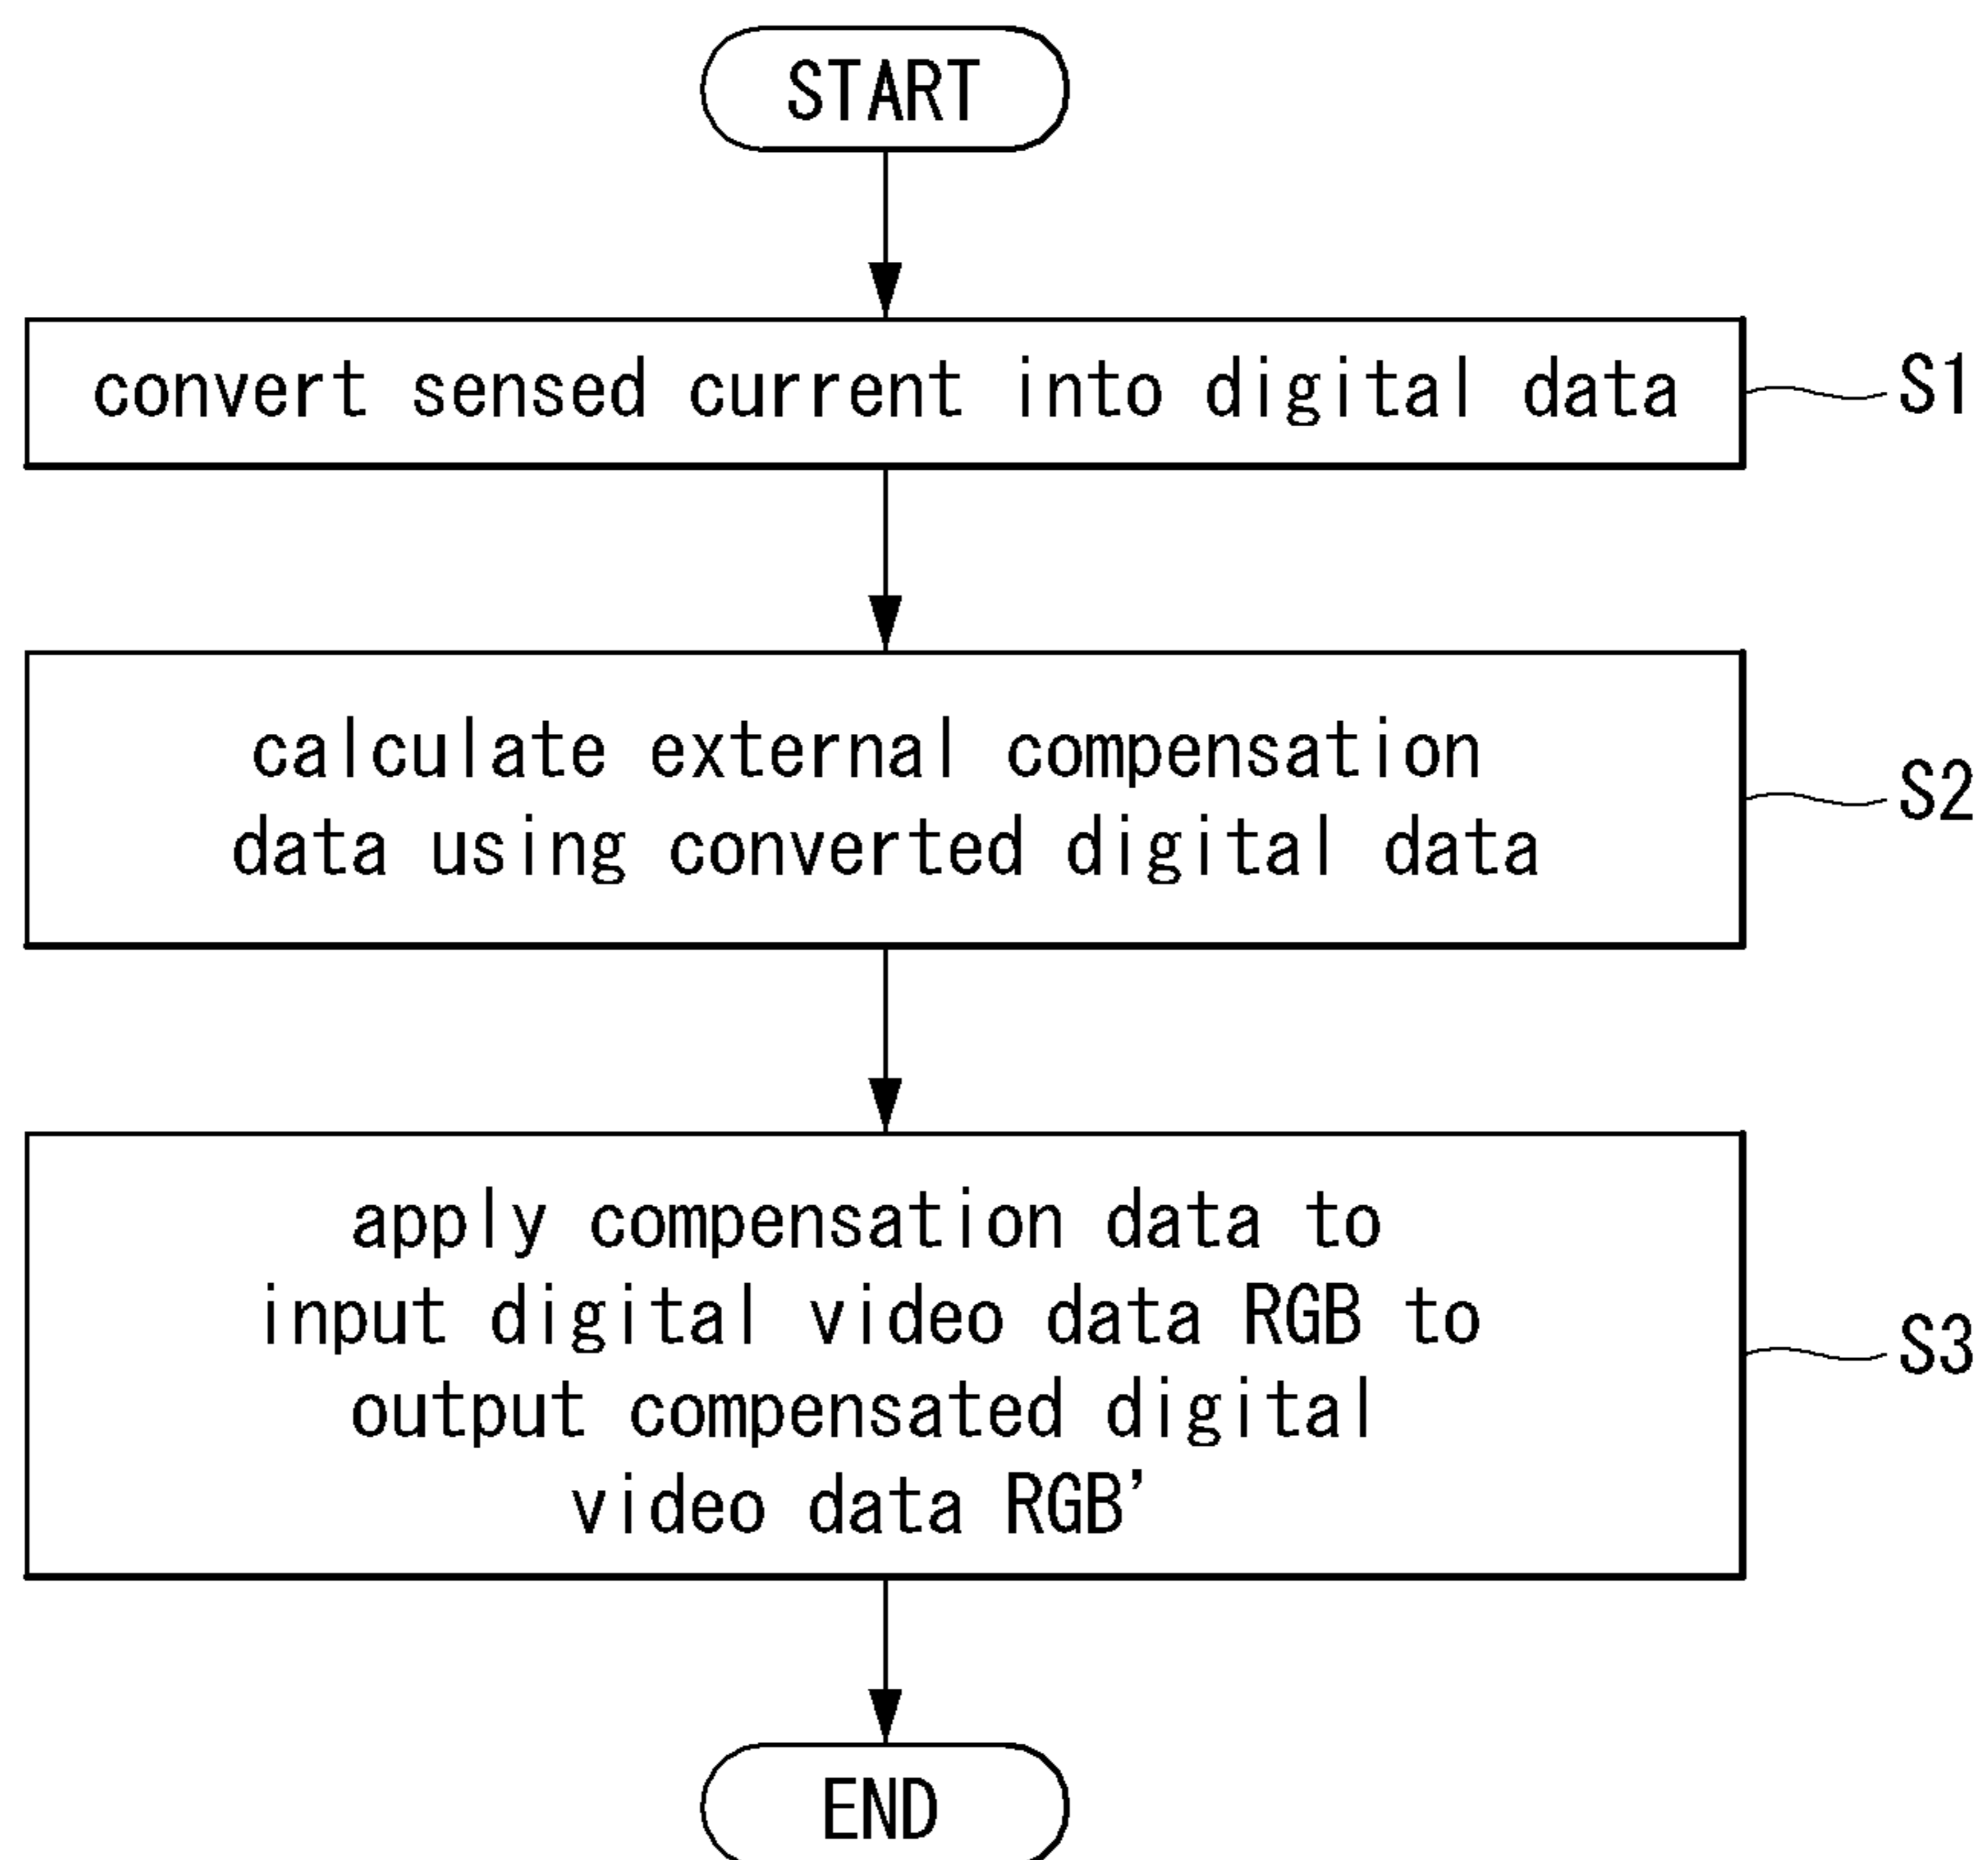 START
convert sensed current into digital data
S1
calculate external compensation
data using converted digital data
S2
apply compensation data to
input digital video data RGB to
output compensated digital
video data RGB'
S3
END